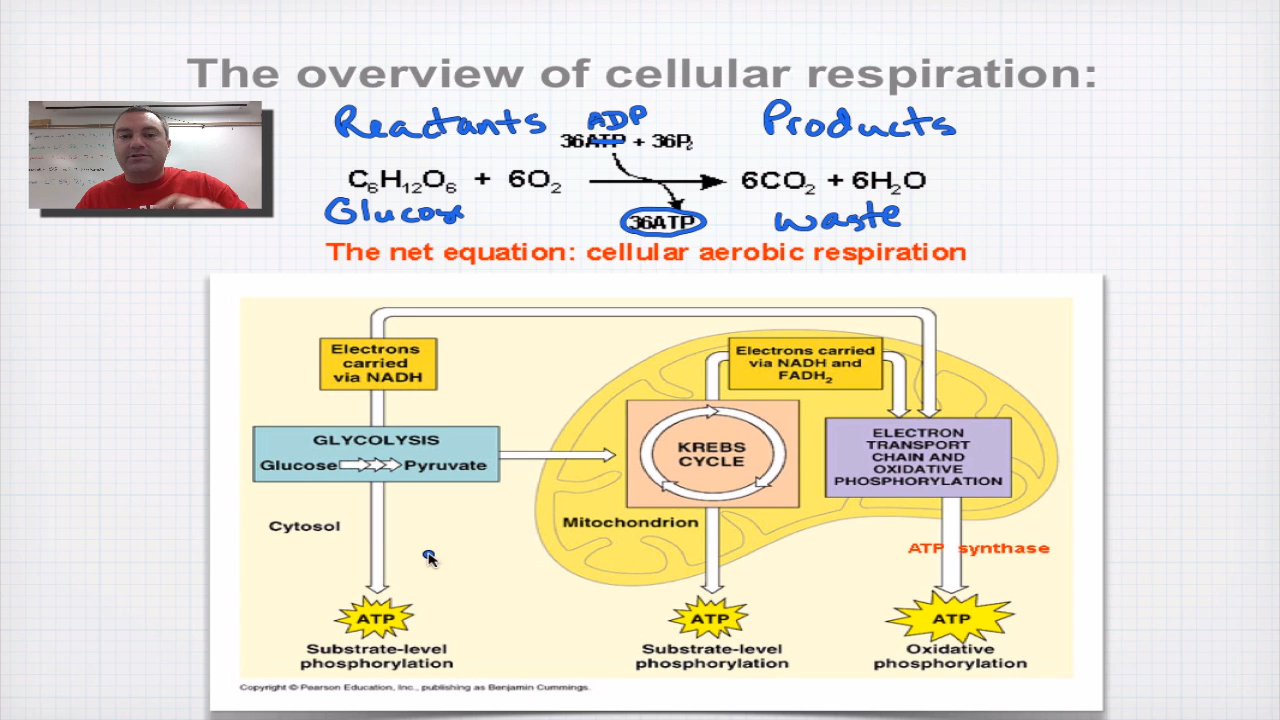 The overview of cellular respiration:
Reactants
ADP
Products
36ATP + 36Pi
C6H12O6 + 6O2
6CO2 + 6H2O
Glucose
36ATP
waste
The net equation: cellular aerobic respiration
Electrons
carried
via NADH
Electrons carried
via NADH and
FADH2
GLYCOLYSIS
Glucose
Pyruvate
KREBS
CYCLE
ELECTRON
TRANSPORT
CHAIN AND
OXIDATIVE
PHOSPHORYLATION
Cytosol
Mitochondrion
ATP synthase
ATP
ATP
ATP
Substrate-level
phosphorylation
Substrate-level
phosphorylation
Oxidative
phosphorylation
Copyright © Pearson Education, Inc., publishing as Benjamin Cummings.